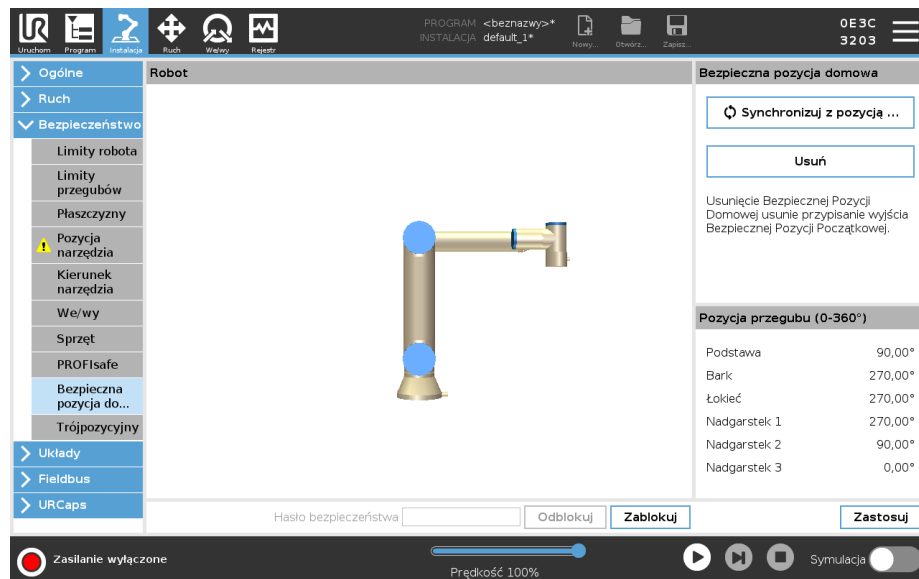 UR
PROGRAM <beznazwy>*
INSTALACJA default_1*
Uruchom
Program
Instalacja
Ruch
We/wy
Rejestr
Nowy...
Otwórz...
Zapisz...
0E3C
3203
Ogólne
Ruch
Bezpieczeństwo
Limity robota
Limity
przegubów
Płaszczyzny
Pozycja
narzędzia
Kierunek
narzędzia
We/wy
Sprzęt
PROFIsafe
Bezpieczna
pozycja do...
Trójpozycyjny
Układy
Fieldbus
URCaps
Robot
Bezpieczna pozycja domowa
Synchronizuj z pozycją ...
Usuń
Usunięcie Bezpiecznej Pozycji
Domowej usunie przypisanie wyjścia
Bezpiecznej Pozycji Początkowej.
Pozycja przegubu (0-360°)
Podstawa 90,00°
Bark 270,00°
Łokieć 270,00°
Nadgarstek 1 270,00°
Nadgarstek 2 90,00°
Nadgarstek 3 0,00°
Hasło bezpieczeństwa
Odblokuj
Zablokuj
Zastosuj
Zasilanie wyłączone
Prędkość 100%
Symulacja